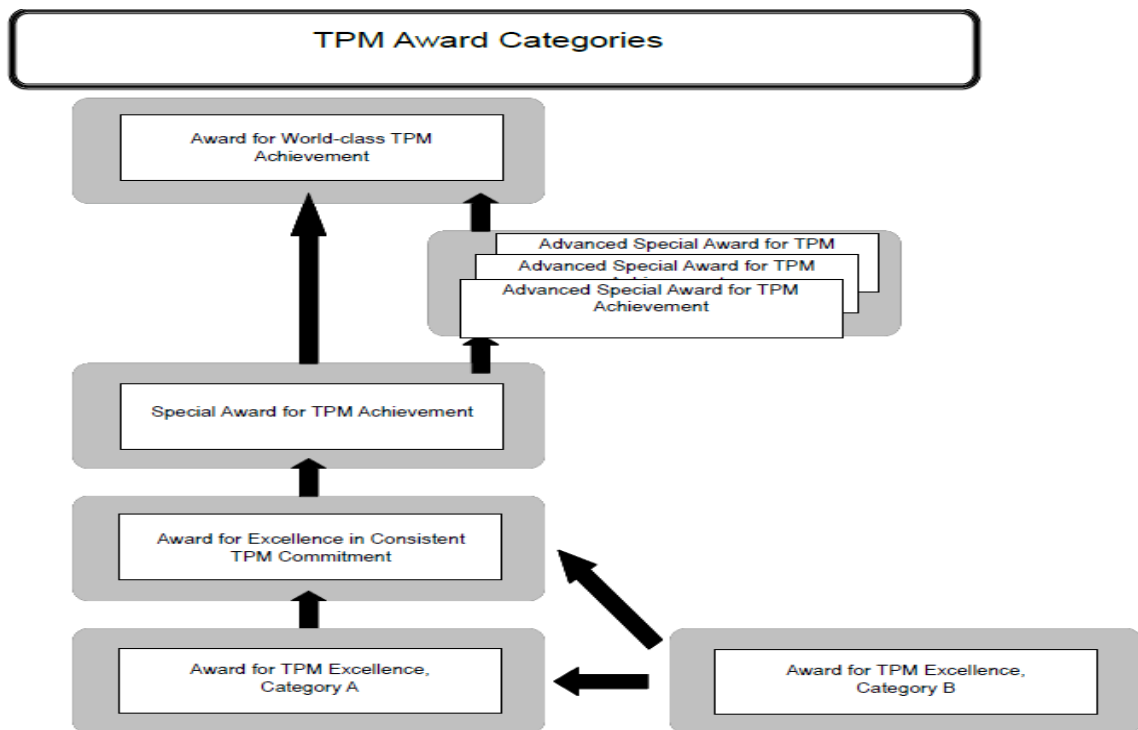 TPM Award Categories
Award for World-class TPM
Achievement
Advanced Special Award for TPM
Advanced Special Award for TPM
Advanced Special Award for TPM
Achievement
Special Award for TPM Achievement
Award for Excellence in Consistent
TPM Commitment
Award for TPM Excellence,
Category A
Award for TPM Excellence,
Category B